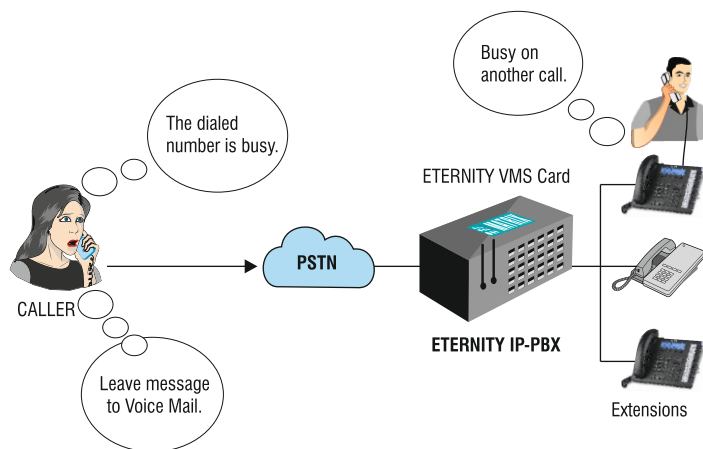 Busy on
another call.
The dialed
number is busy.
ETERNITY VMS Card
PSTN
CALLER
ETERNITY IP-PBX
Leave message
to Voice Mail.
Extensions